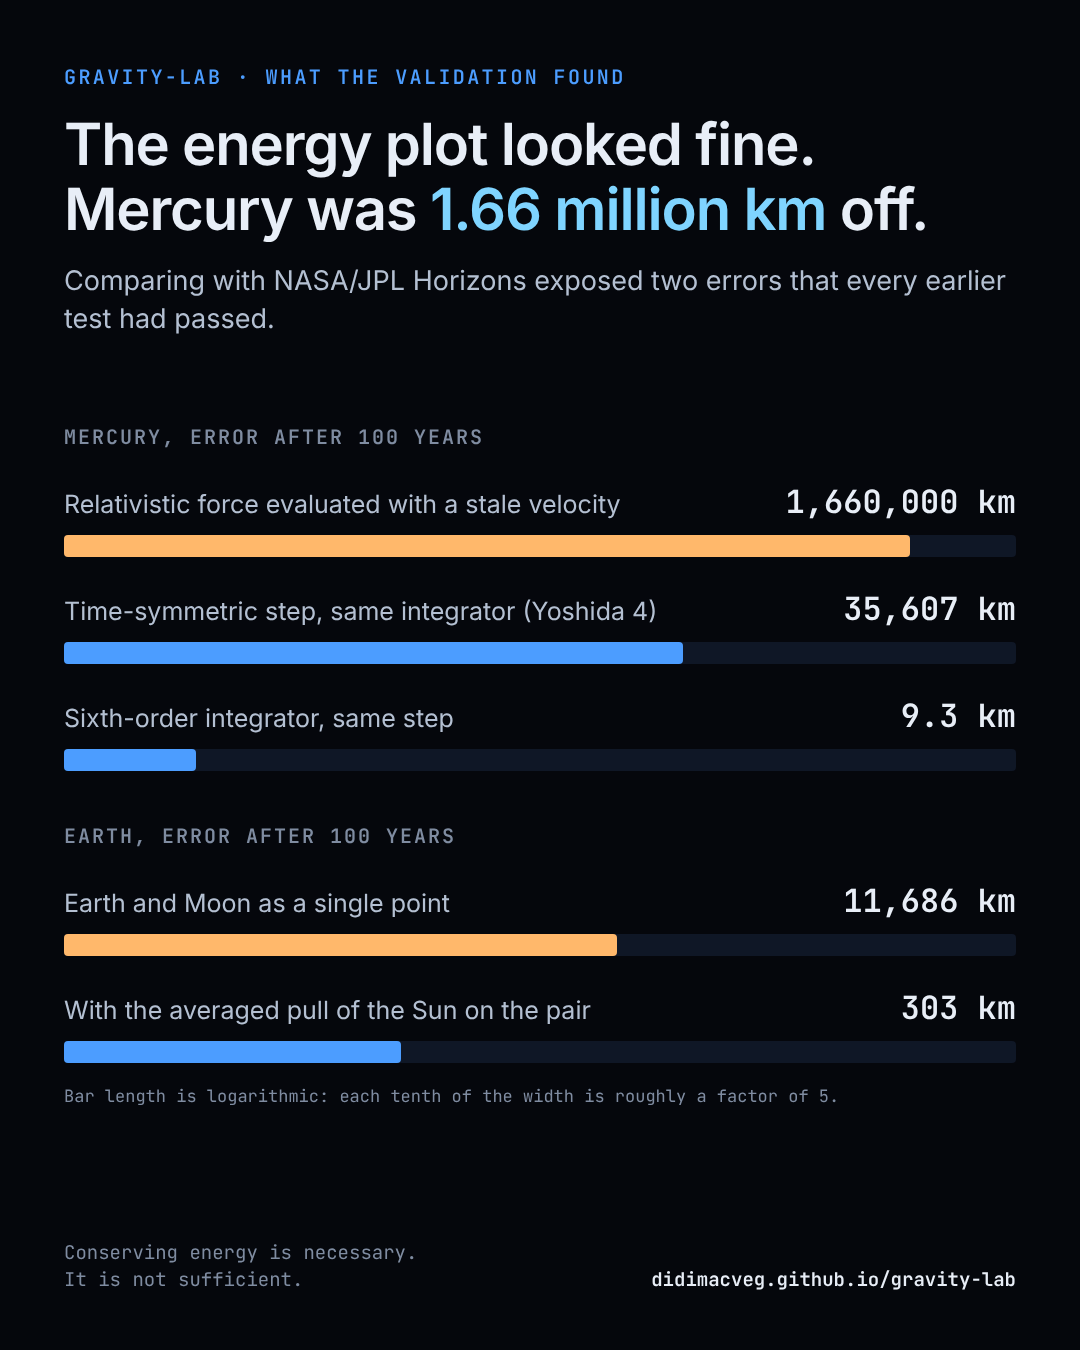 GRAVITY-LAB · WHAT THE VALIDATION FOUND
The energy plot looked fine.
Mercury was 1.66 million km off.
Comparing with NASA/JPL Horizons exposed two errors that every earlier
test had passed.
MERCURY, ERROR AFTER 100 YEARS
Relativistic force evaluated with a stale velocity 1,660,000 km
Time-symmetric step, same integrator (Yoshida 4) 35,607 km
Sixth-order integrator, same step 9.3 km
EARTH, ERROR AFTER 100 YEARS
Earth and Moon as a single point 11,686 km
With the averaged pull of the Sun on the pair 303 km
Bar length is logarithmic: each tenth of the width is roughly a factor of 5.
Conserving energy is necessary.
It is not sufficient.
didimacveg.github.io/gravity-lab